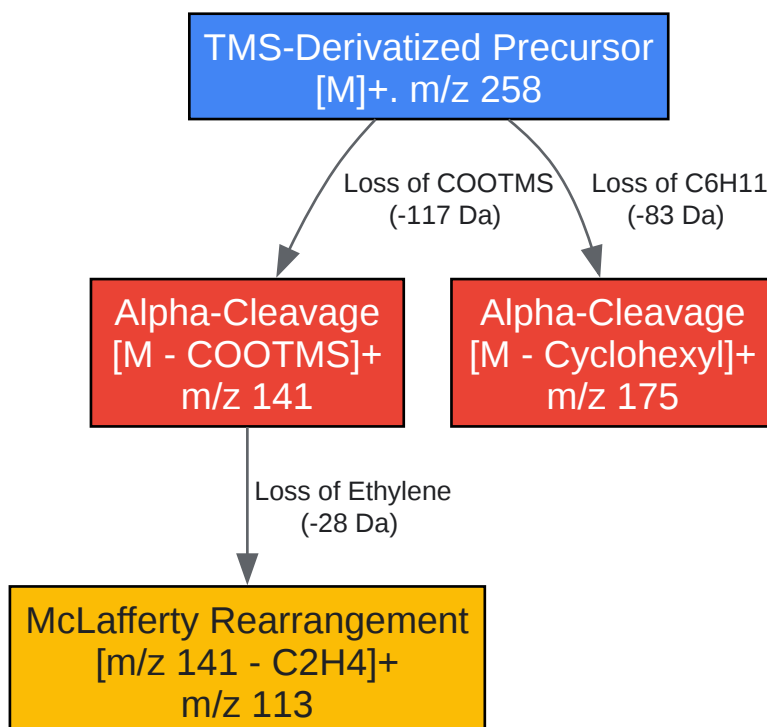 TMS-Derivatized Precursor
[M]+. m/z 258
Loss of COOTMS
(-117 Da)
Loss of C6H11
(-83 Da)
Alpha-Cleavage
[M - COOTMS]+
m/z 141
Alpha-Cleavage
[M - Cyclohexyl]+
m/z 175
Loss of Ethylene
(-28 Da)
McLafferty Rearrangement
[m/z 141 - C2H4]+
m/z 113